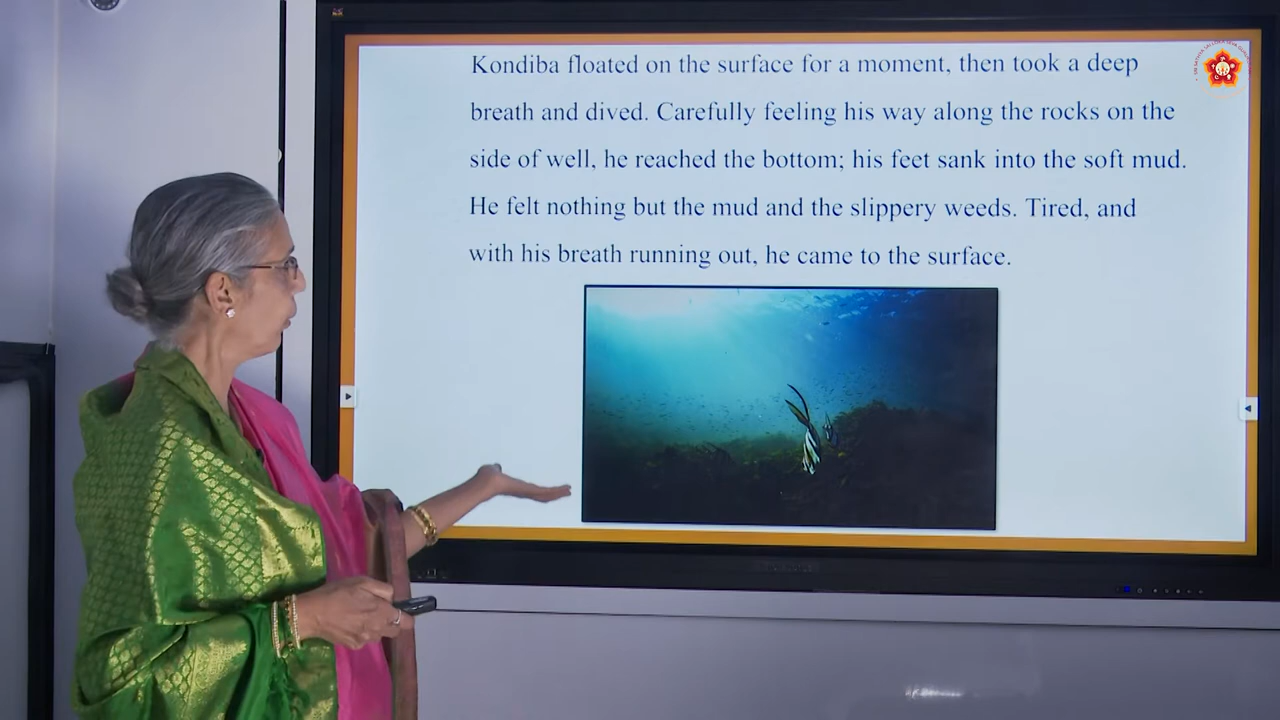 Kondiba floated on the surface for a moment, then took a deep
breath and dived. Carefully feeling his way along the rocks on the
side of well, he reached the bottom; his feet sank into the soft mud.
He felt nothing but the mud and the slippery weeds. Tired, and
with his breath running out, he came to the surface.